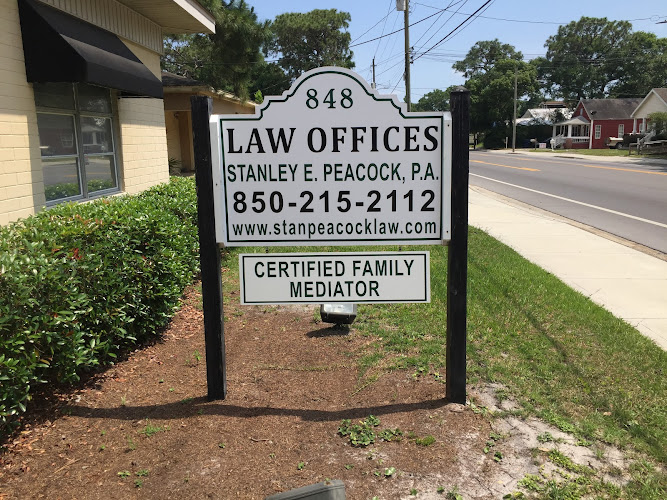 848
LAW OFFICES
STANLEY E. PEACOCK, P.A.
850-215-2112
www.stanpeacocklaw.com
CERTIFIED FAMILY
MEDIATOR